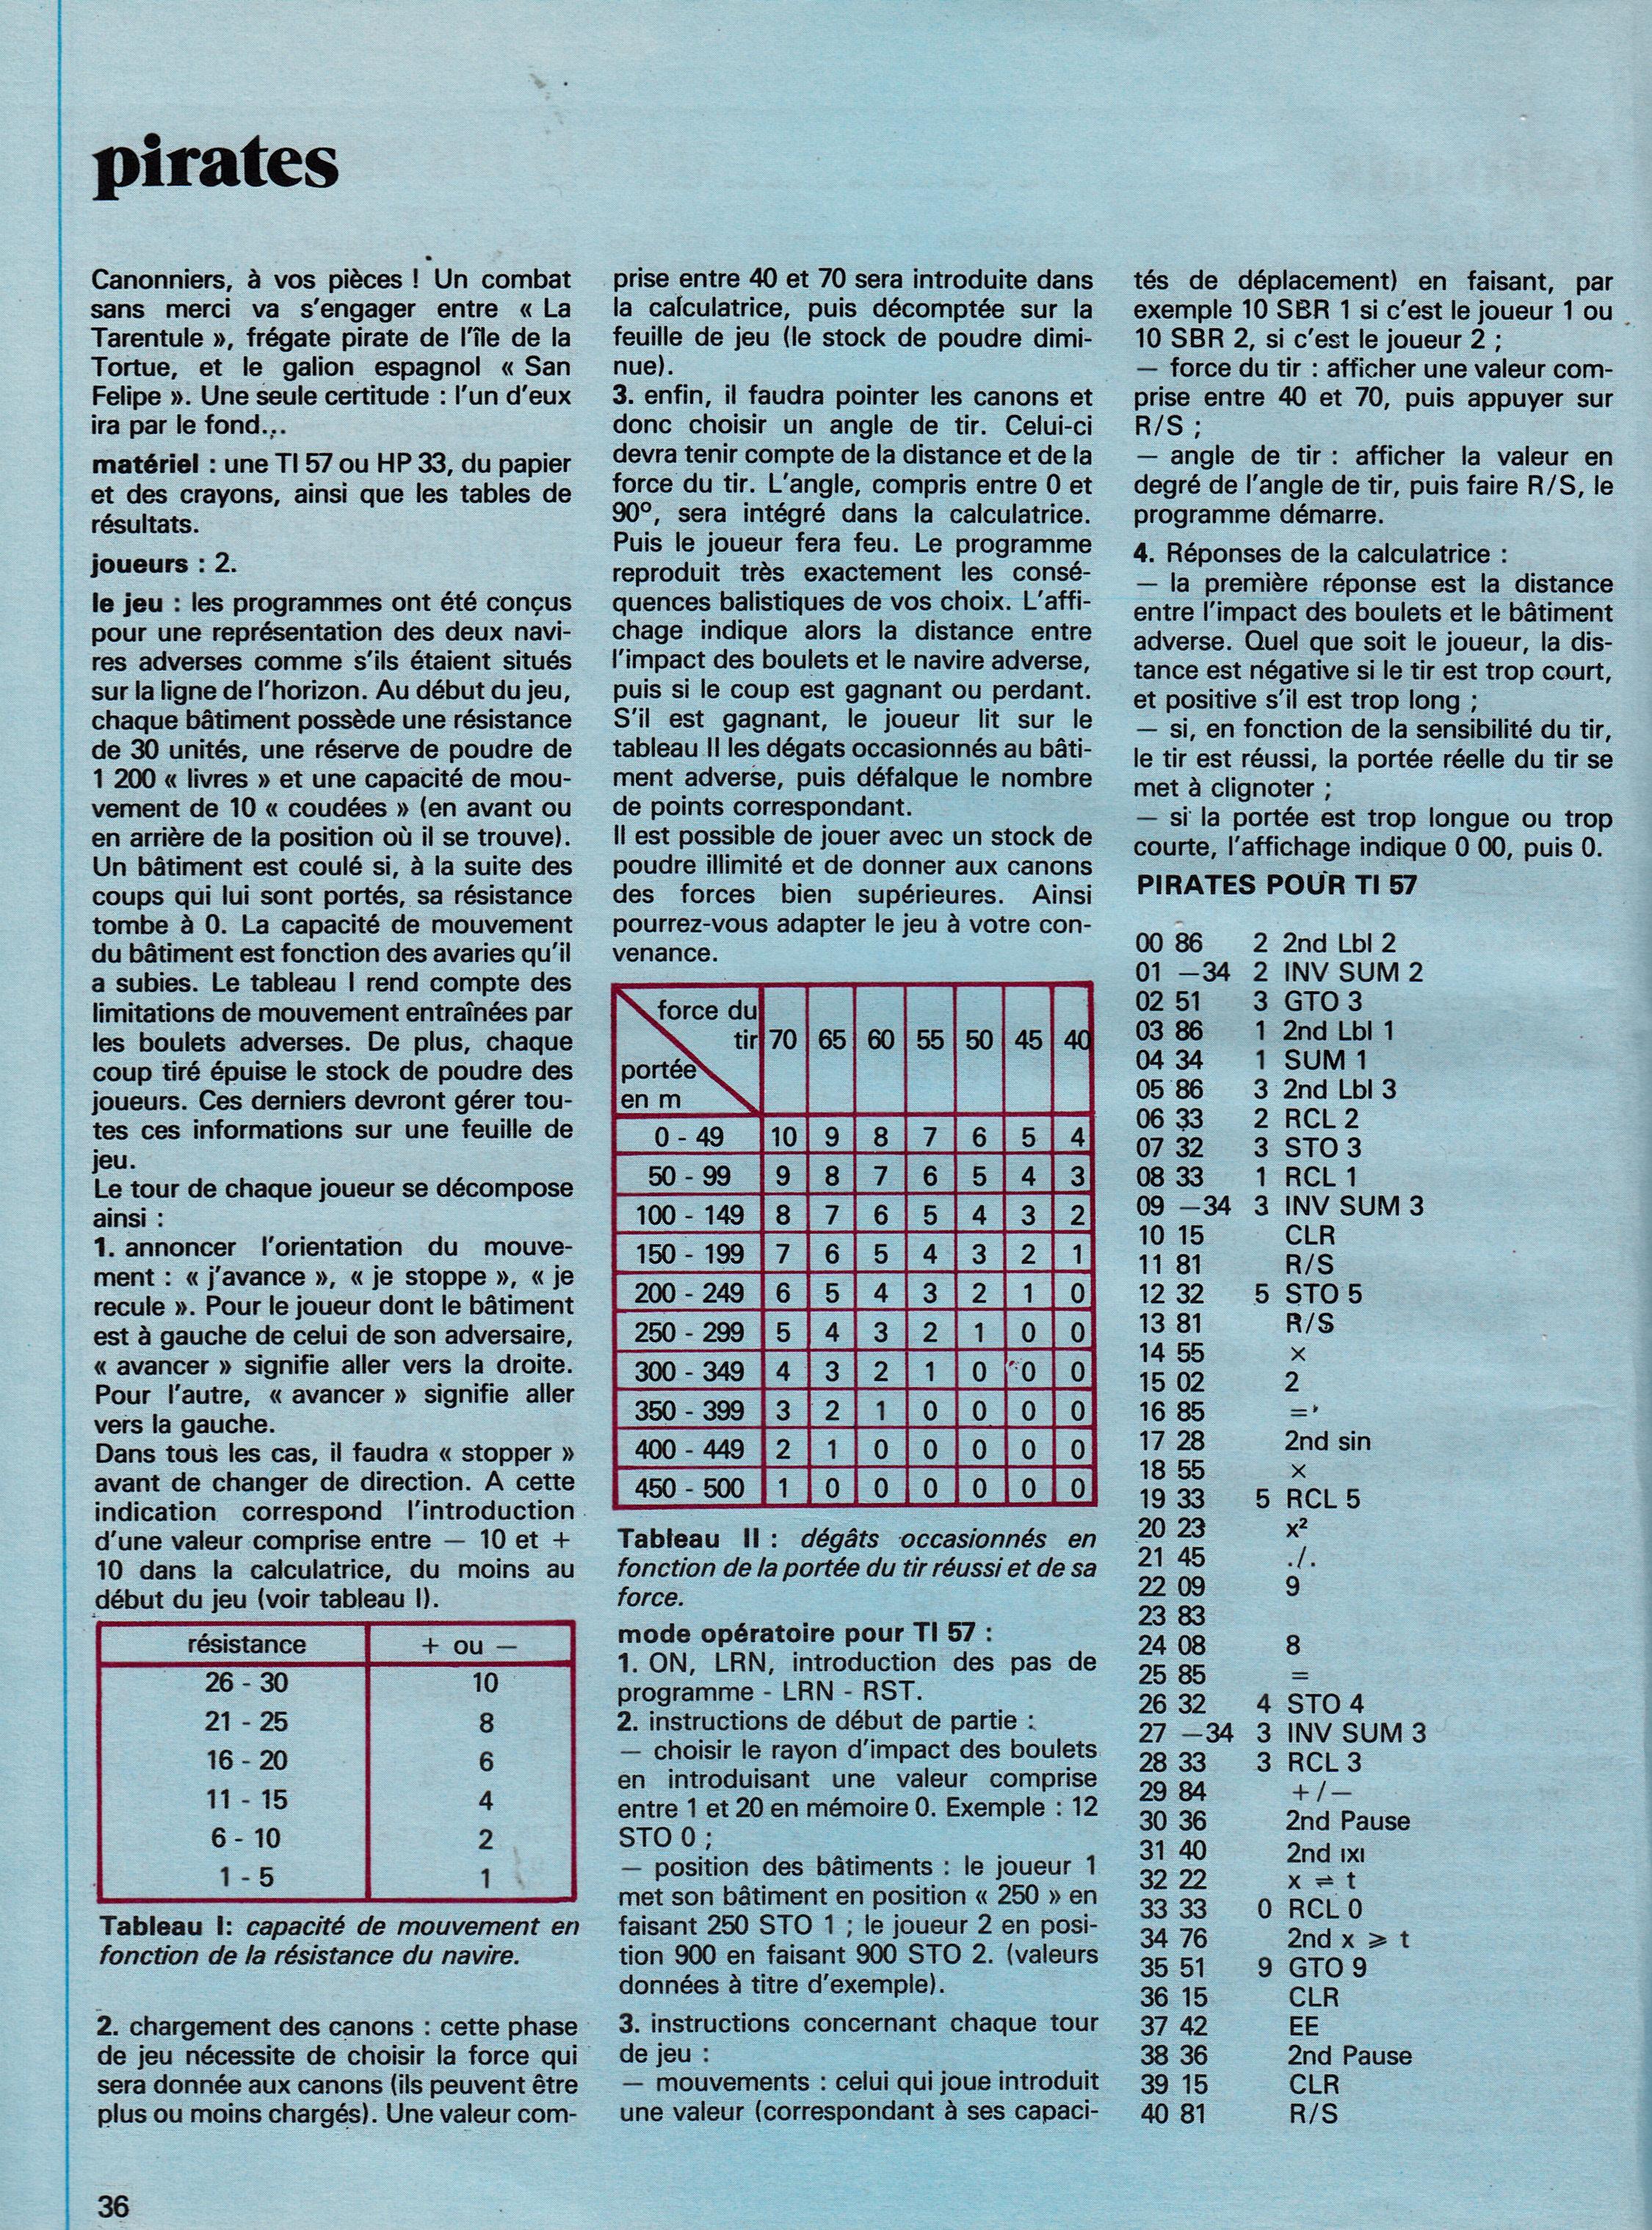 pirates
Canonniers, à vos pièces ! Un combat
sans merci va s'engager entre « La
Tarentule », frégate pirate de l'île de la
Tortue, et le galion espagnol « San
Felipe ». Une seule certitude : l'un d'eux
ira par le fond...
matériel : une TI 57 ou HP 33, du papier
et des crayons, ainsi que les tables de
résultats.
joueurs : 2.
le jeu : les programmes ont été conçus
pour une représentation des deux navi-
res adverses comme s'ils étaient situés
sur la ligne de l'horizon. Au début du jeu,
chaque bâtiment possède une résistance
de 30 unités, une réserve de poudre de
1 200 « livres » et une capacité de mou-
vement de 10 « coudées » (en avant ou
en arrière de la position où il se trouve).
Un bâtiment est coulé si, à la suite des
coups qui lui sont portés, sa résistance
tombe à 0. La capacité de mouvement
du bâtiment est fonction des avaries qu'il
a subies. Le tableau I rend compte des
limitations de mouvement entraînées par
les boulets adverses. De plus, chaque
coup tiré épuise le stock de poudre des
joueurs. Ces derniers devront gérer tou-
tes ces informations sur une feuille de
jeu.
Le tour de chaque joueur se décompose
ainsi :
1. annoncer l'orientation du mouve-
ment : « j'avance », « je stoppe », « je
recule ». Pour le joueur dont le bâtiment
est à gauche de celui de son adversaire,
« avancer » signifie aller vers la droite.
Pour l'autre, « avancer » signifie aller
vers la gauche.
Dans tous les cas, il faudra « stopper »
avant de changer de direction. A cette
indication correspond l'introduction
d'une valeur comprise entre — 10 et +
10 dans la calculatrice, du moins au
début du jeu (voir tableau I).
résistance + ou —
26 - 30 10
21 - 25 8
16 - 20 6
11 - 15 4
6 - 10 2
1 - 5 1
Tableau I: capacité de mouvement en
fonction de la résistance du navire.
2. chargement des canons : cette phase
de jeu nécessite de choisir la force qui
sera donnée aux canons (ils peuvent être
plus ou moins chargés). Une valeur com-
prise entre 40 et 70 sera introduite dans
la calculatrice, puis décomptée sur la
feuille de jeu (le stock de poudre dimi-
nue).
3. enfin, il faudra pointer les canons et
donc choisir un angle de tir. Celui-ci
devra tenir compte de la distance et de la
force du tir. L'angle, compris entre 0 et
90º, sera intégré dans la calculatrice.
Puis le joueur fera feu. Le programme
reproduit très exactement les consé-
quences balistiques de vos choix. L'affi-
chage indique alors la distance entre
l'impact des boulets et le navire adverse,
puis si le coup est gagnant ou perdant.
S'il est gagnant, le joueur lit sur le
tableau II les dégats occasionnés au bâti-
ment adverse, puis défalque le nombre
de points correspondant.
Il est possible de jouer avec un stock de
poudre illimité et de donner aux canons
des forces bien supérieures. Ainsi
pourrez-vous adapter le jeu à votre con-
venance.
force du
tir 70 65 60 55 50 45 40
portée
en m
0 - 49 10 9 8 7 6 5 4
50 - 99 9 8 7 6 5 4 3
100 - 149 8 7 6 5 4 3 2
150 - 199 7 6 5 4 3 2 1
200 - 249 6 5 4 3 2 1 0
250 - 299 5 4 3 2 1 0 0
300 - 349 4 3 2 1 0 0 0
350 - 399 3 2 1 0 0 0 0
400 - 449 2 1 0 0 0 0 0
450 - 500 1 0 0 0 0 0 0
Tableau II : dégâts occasionnés en
fonction de la portée du tir réussi et de sa
force.
mode opératoire pour TI 57 :
1. ON, LRN, introduction des pas de
programme - LRN - RST.
2. instructions de début de partie :
— choisir le rayon d'impact des boulets
en introduisant une valeur comprise
entre 1 et 20 en mémoire 0. Exemple : 12
STO 0 ;
— position des bâtiments : le joueur 1
met son bâtiment en position « 250 » en
faisant 250 STO 1 ; le joueur 2 en posi-
tion 900 en faisant 900 STO 2. (valeurs
données à titre d'exemple).
3. instructions concernant chaque tour
de jeu :
— mouvements : celui qui joue introduit
une valeur (correspondant à ses capaci-
tés de déplacement) en faisant, par
exemple 10 SBR 1 si c'est le joueur 1 ou
10 SBR 2, si c'est le joueur 2 ;
— force du tir : afficher une valeur com-
prise entre 40 et 70, puis appuyer sur
R/S ;
— angle de tir : afficher la valeur en
degré de l'angle de tir, puis faire R/S, le
programme démarre.
4. Réponses de la calculatrice :
— la première réponse est la distance
entre l'impact des boulets et le bâtiment
adverse. Quel que soit le joueur, la dis-
tance est négative si le tir est trop court,
et positive s'il est trop long ;
— si, en fonction de la sensibilité du tir,
le tir est réussi, la portée réelle du tir se
met à clignoter ;
— si la portée est trop longue ou trop
courte, l'affichage indique 0 00, puis 0.
PIRATES POUR TI 57
00 86 2 2nd Lbl 2
01 —34 2 INV SUM 2
02 51 3 GTO 3
03 86 1 2nd Lbl 1
04 34 1 SUM 1
05 86 3 2nd Lbl 3
06 33 2 RCL 2
07 32 3 STO 3
08 33 1 RCL 1
09 —34 3 INV SUM 3
10 15 CLR
11 81 R/S
12 32 5 STO 5
13 81 R/S
14 55 ×
15 02 2
16 85 =
17 28 2nd sin
18 55 ×
19 33 5 RCL 5
20 23 x²
21 45 ./.
22 09 9
23 83
24 08 8
25 85 =
26 32 4 STO 4
27 —34 3 INV SUM 3
28 33 3 RCL 3
29 84 +/—
30 36 2nd Pause
31 40 2nd ıxı
32 22 x ⇌ t
33 33 0 RCL 0
34 76 2nd x ⩾ t
35 51 9 GTO 9
36 15 CLR
37 42 EE
38 36 2nd Pause
39 15 CLR
40 81 R/S
36